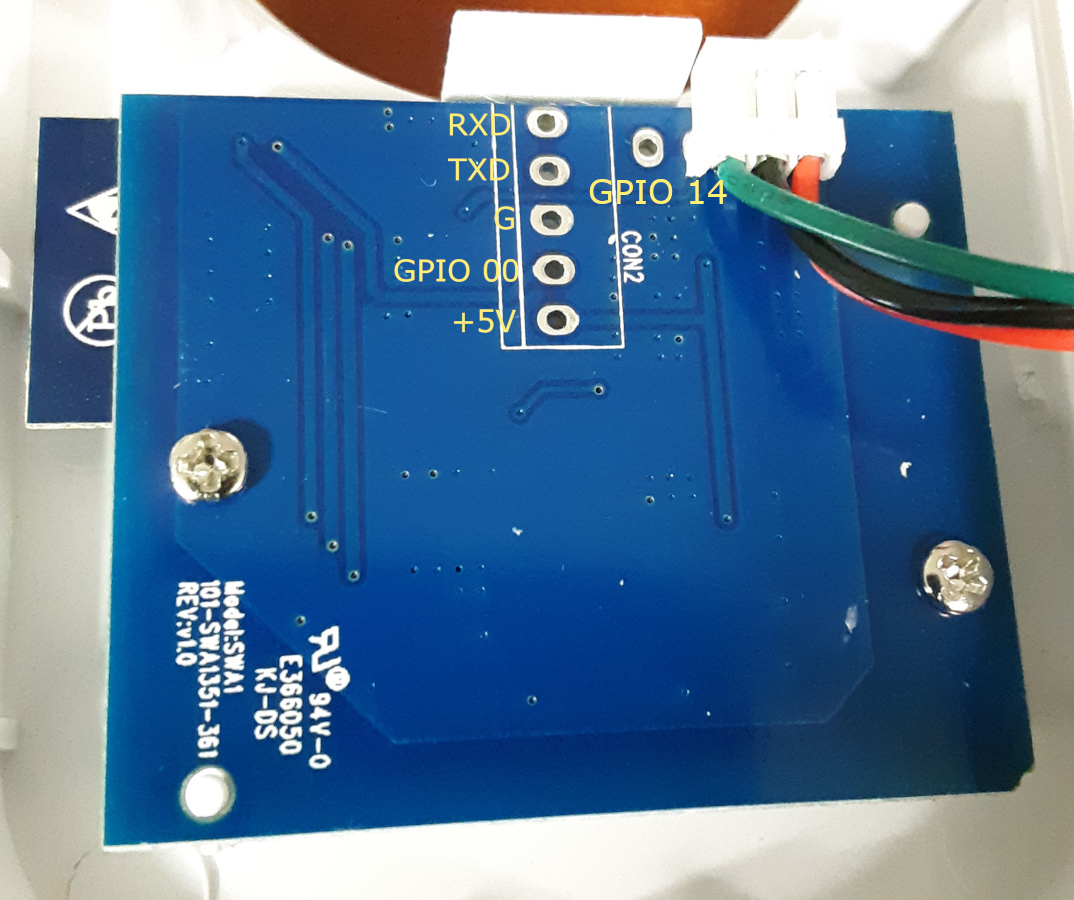 RXD
TXD
GPIO 14
G
CON2
GPIO 00
+5V
Pb
Model:SWA1
101-SWA1351-361
REV:v1.0
94V-0
E366050
KJ-DS